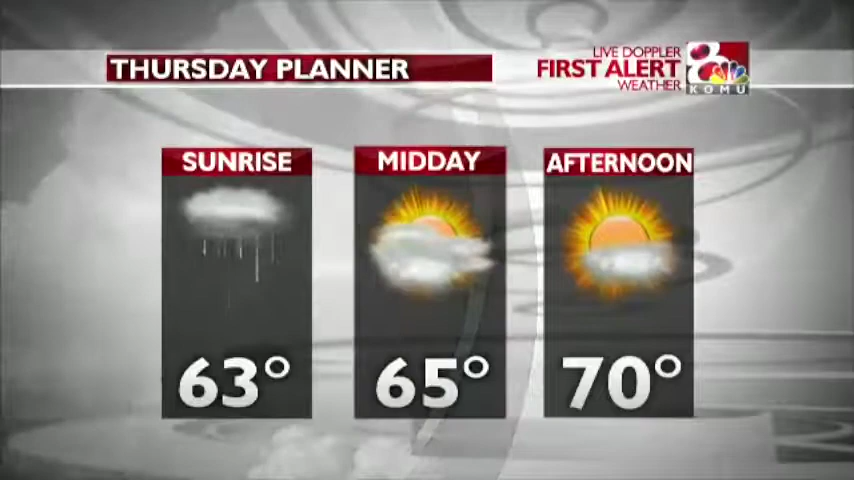 THURSDAY PLANNER
LIVE DOPPLER
FIRST ALERT
WEATHER
8
KOMU
SUNRISE
MIDDAY
AFTERNOON
63°
65°
70°